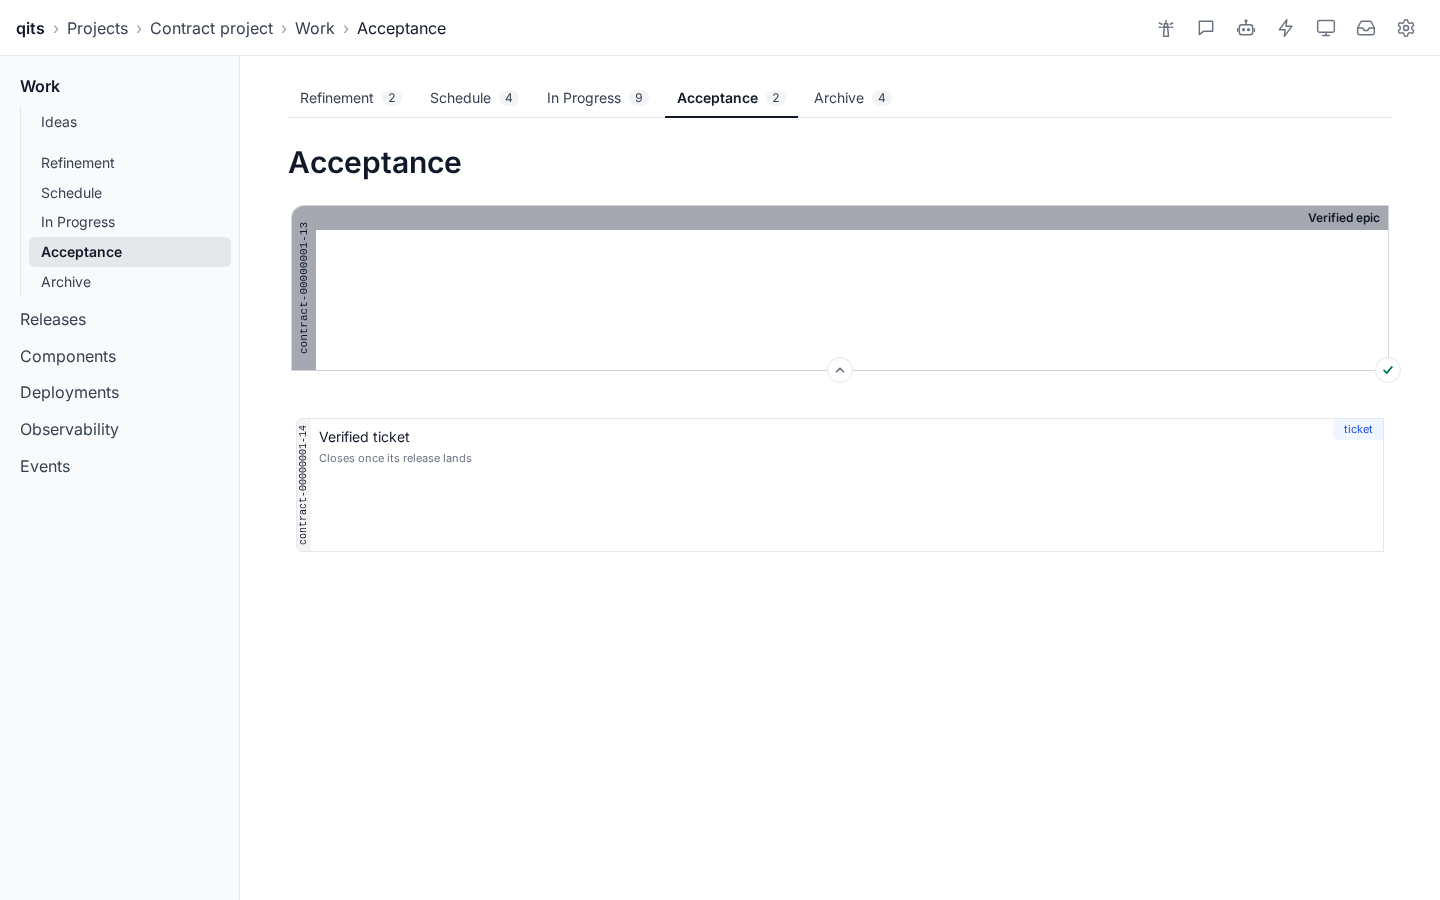 qits › Projects › Contract project › Work › Acceptance
Work
Ideas
Refinement
Schedule
In Progress
Acceptance
Archive
Releases
Components
Deployments
Observability
Events
Refinement 2
Schedule 4
In Progress 9
Acceptance 2
Archive 4
Acceptance
Verified epic
contract-00000001-13
contract-00000001-14
Verified ticket
ticket
Closes once its release lands